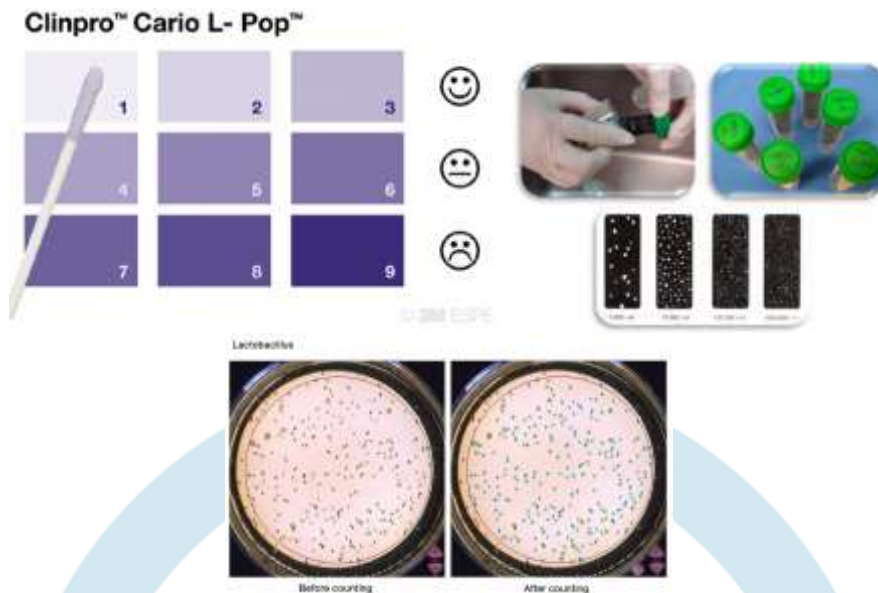 Clinpro™ Cario L- Pop™
1 2 3
4 5 6
7 8 9
© 3M ESPE
Lactobacillus
Before counting
After counting